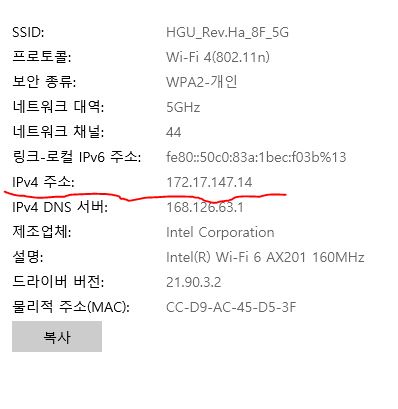 SSID: HGU_Rev.Ha_8F_5G
프로토콜: Wi-Fi 4(802.11n)
보안 종류: WPA2-개인
네트워크 대역: 5GHz
네트워크 채널: 44
링크-로컬 IPv6 주소: fe80::50c0:83a:1bec:f03b%13
IPv4 주소: 172.17.147.14
IPv4 DNS 서버: 168.126.63.1
제조업체: Intel Corporation
설명: Intel(R) Wi-Fi 6 AX201 160MHz
드라이버 버전: 21.90.3.2
물리적 주소(MAC): CC-D9-AC-45-D5-3F
복사